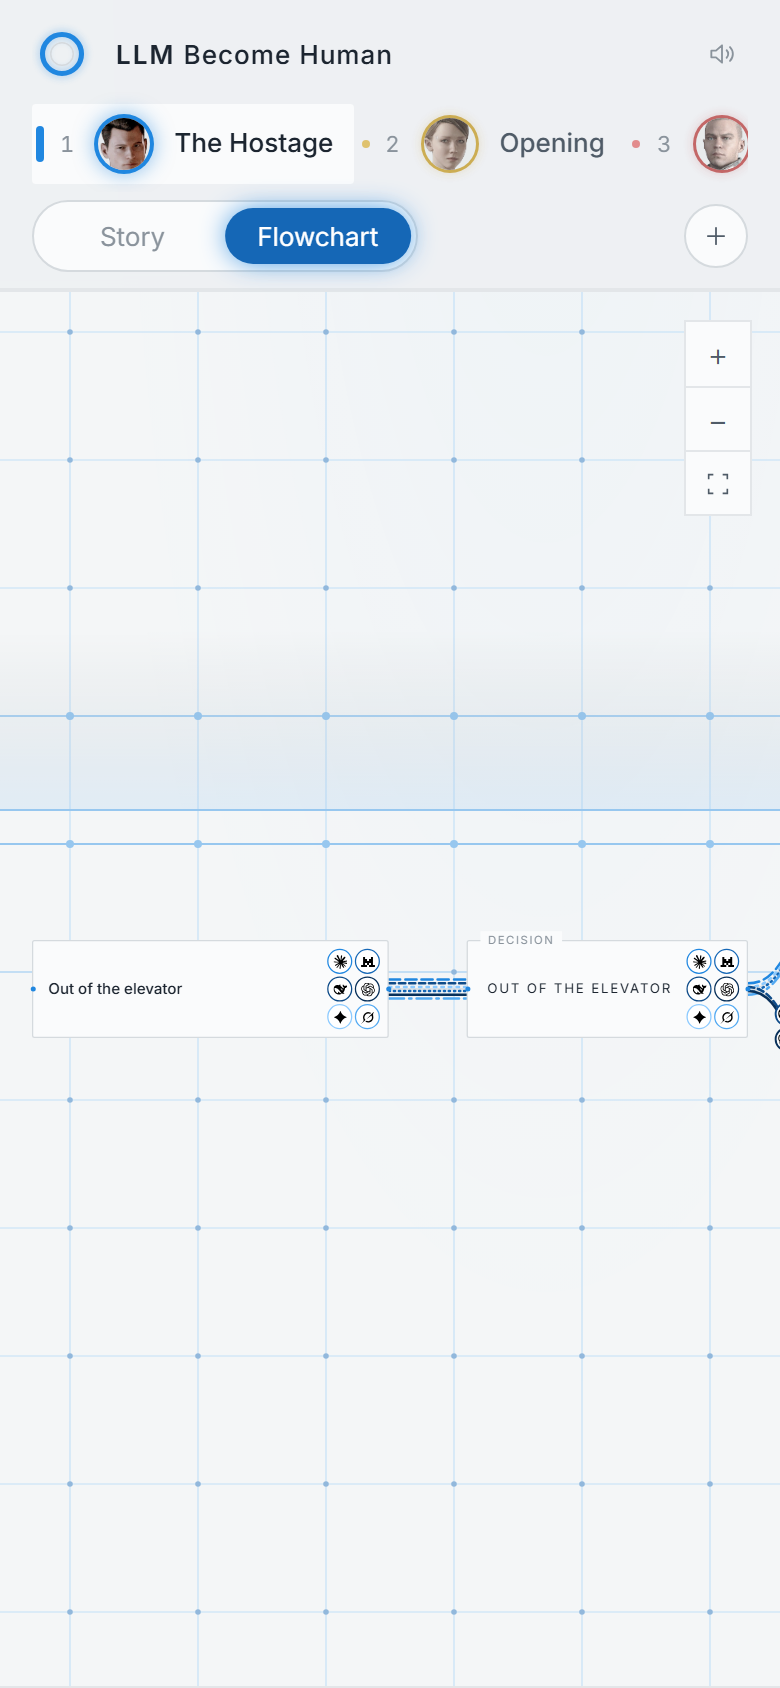 LLM Become Human
1 The Hostage 2 Opening 3
Story Flowchart
DECISION
Out of the elevator OUT OF THE ELEVATOR